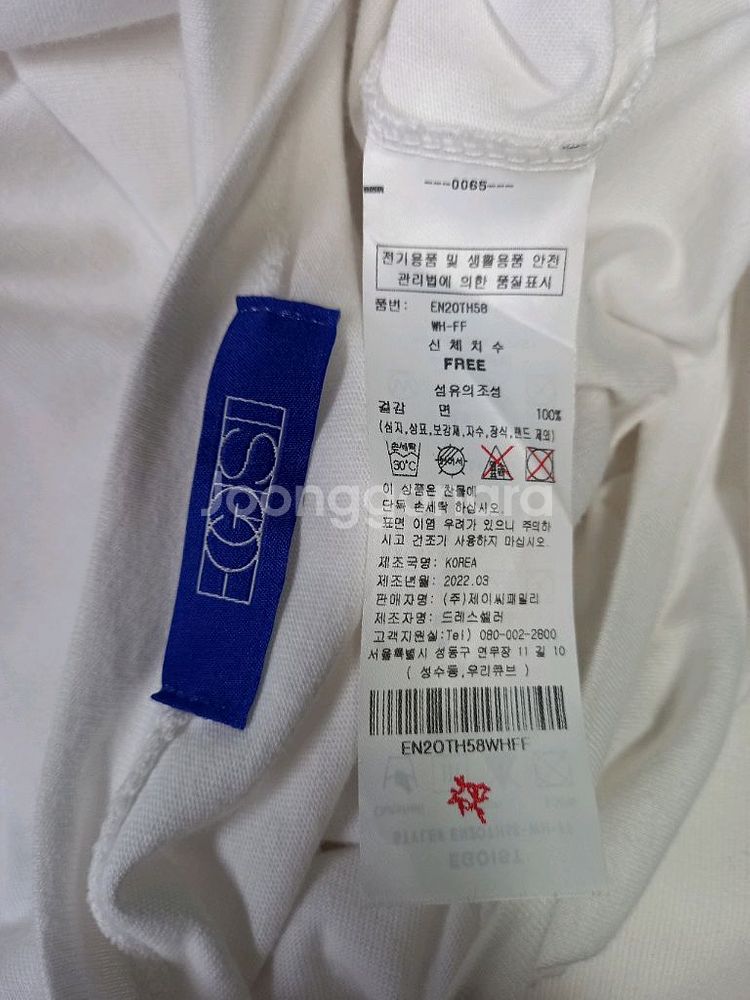 ---0065---
전기용품 및 생활용품 안전
관리법에 의한 품질표시
품번: EN2OTH58
WH-FF
신체치수
FREE
섬유의조성
겉감 면 100%
(심지,상표,보강재,자수,장식,밴드 제외)
손세탁
30°C
이 상품은 찬물에
단독 손세탁 하십시오.
표면 이염 우려가 있으니 주의하
시고 건조기 사용하지 마십시오.
제조국명: KOREA
제조년월: 2022.03
판매자명: (주)제이씨패밀리
제조자명: 드레스셀러
고객지원실:Tel) 080-002-2800
서울특별시 성동구 연무장 11 길 10
( 성수동,우리큐브 )
EN2OTH58WHFF
STYLE# EN2OTH58-WH-FF
EGOIST
Joonggonara